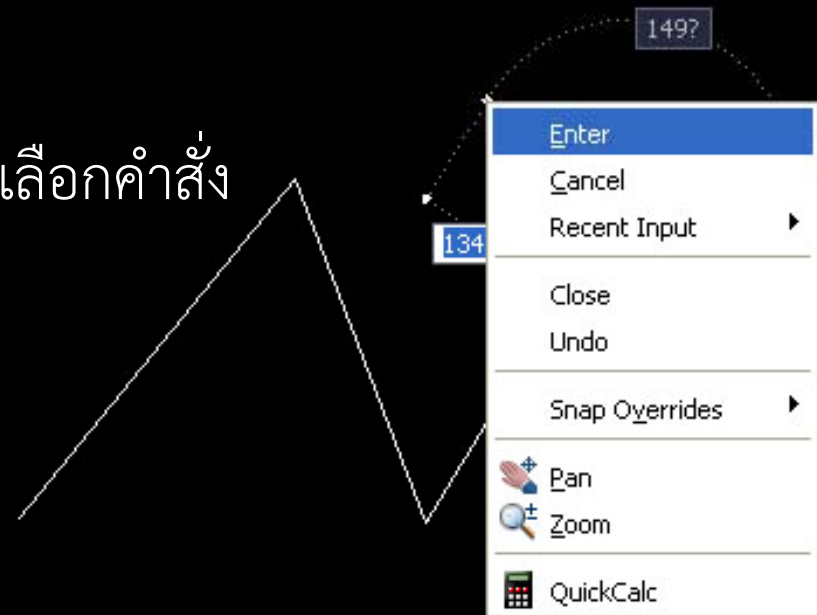 149?
Enter
เลือกคำสั่ง
Cancel
Recent Input
134
Close
Undo
Snap Overrides
Pan
Zoom
QuickCalc